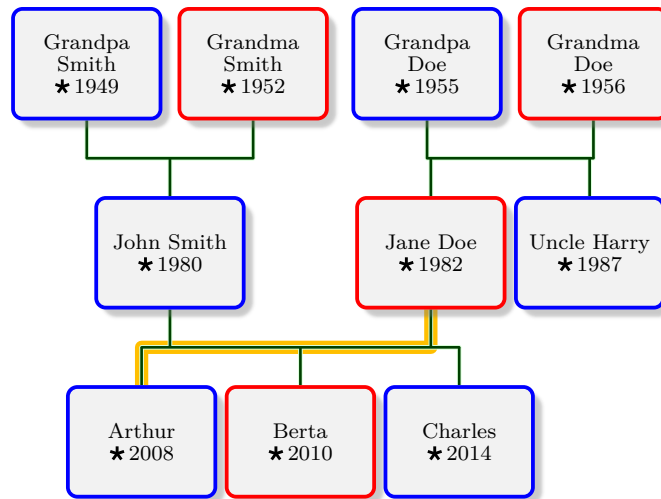 Grandpa
Smith
★ 1949
Grandma
Smith
★ 1952
Grandpa
Doe
★ 1955
Grandma
Doe
★ 1956
John Smith
★ 1980
Jane Doe
★ 1982
Uncle Harry
★ 1987
Arthur
★ 2008
Berta
★ 2010
Charles
★ 2014